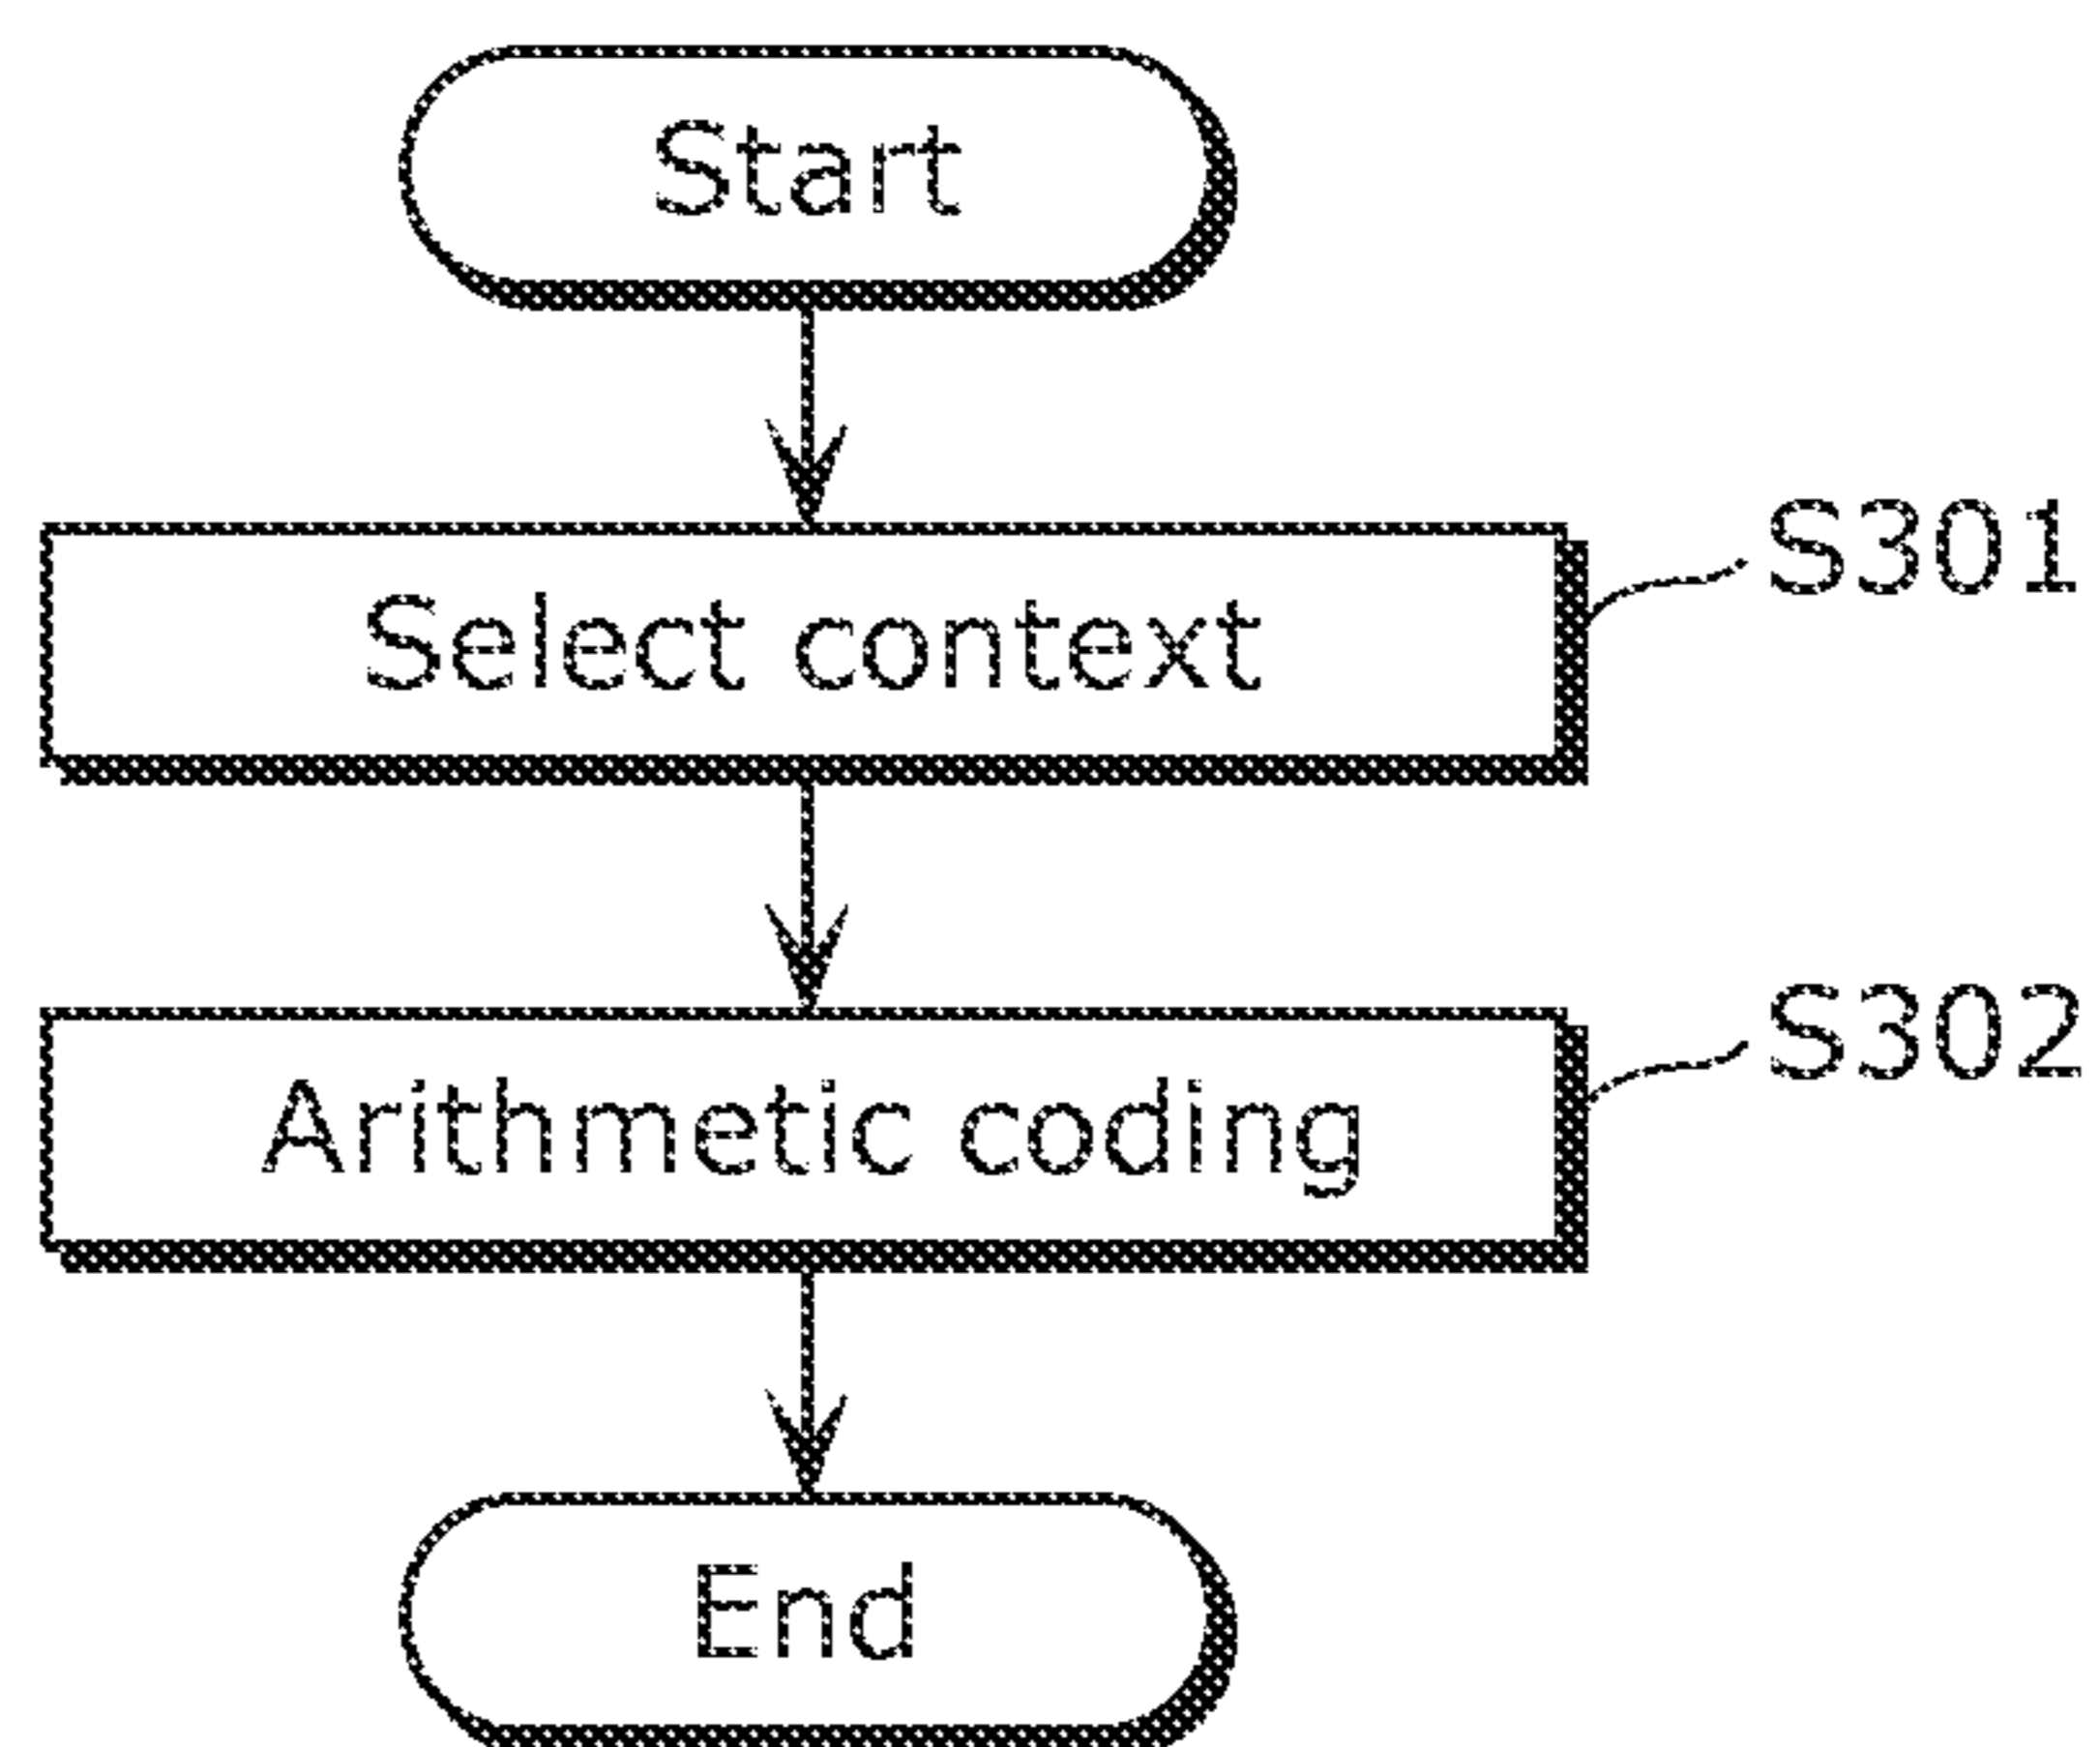 Start
S301
Select context
S302
Arithmetic coding
End